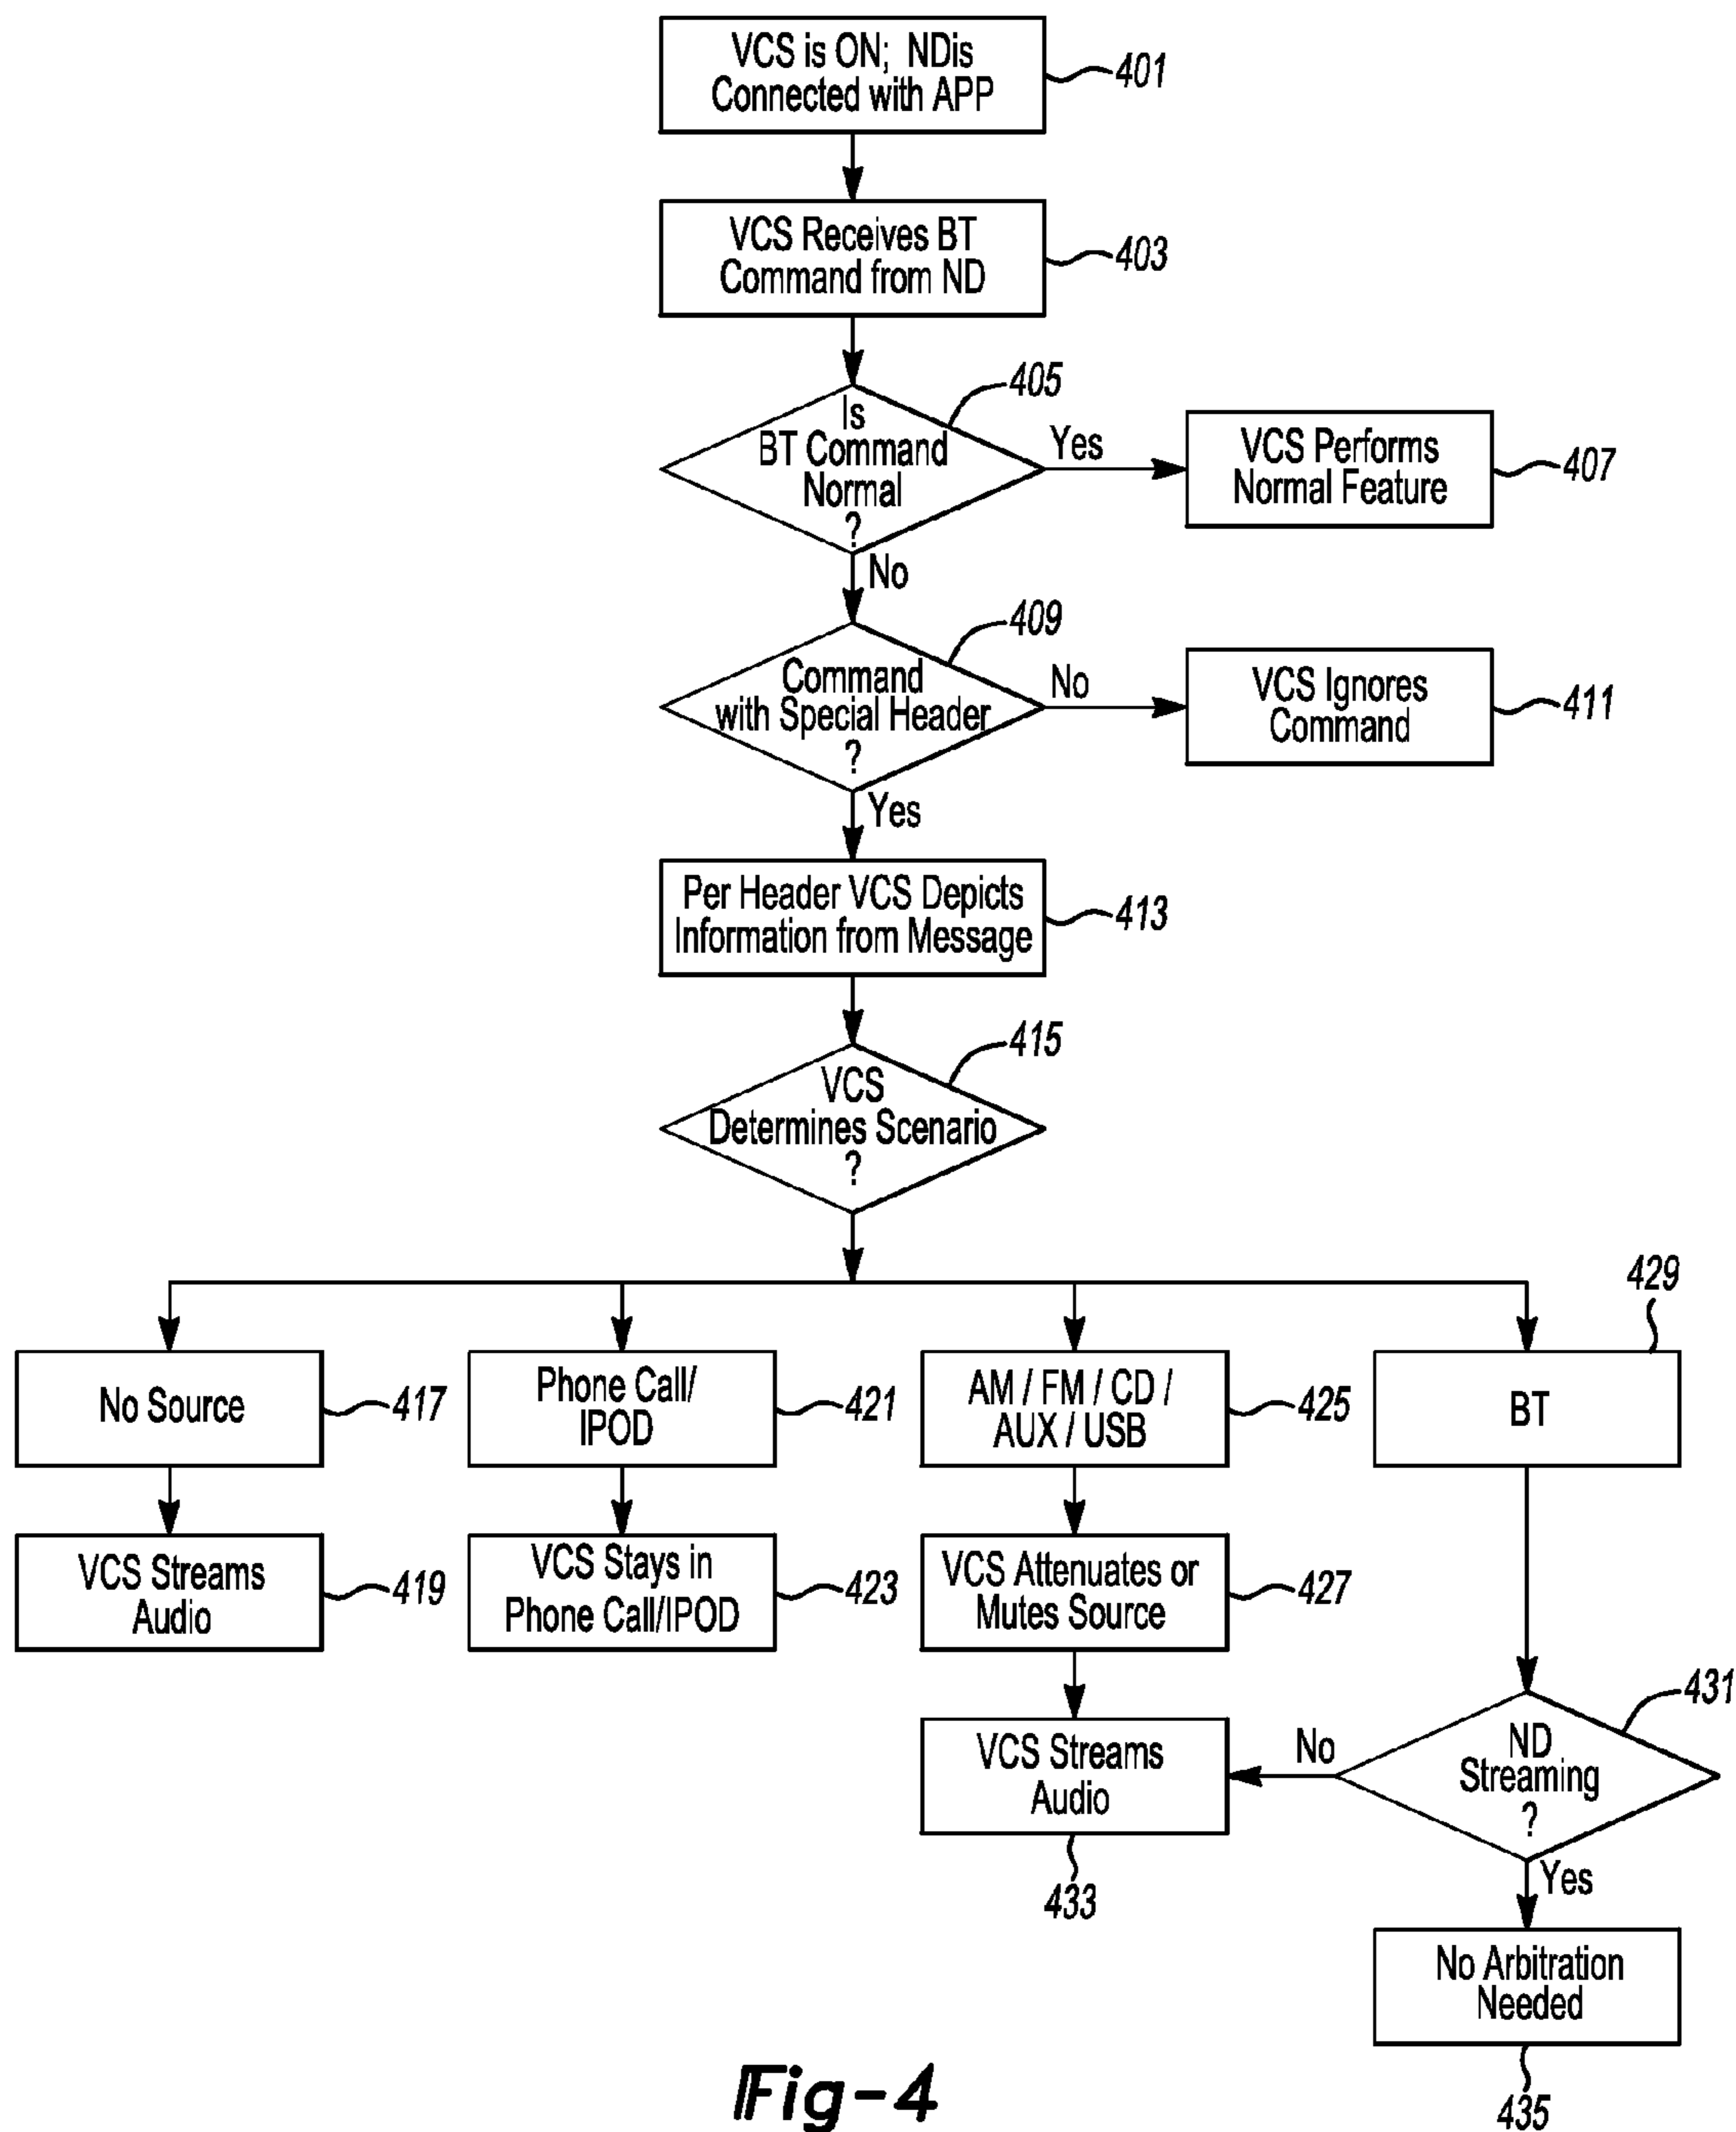 VCS is ON; NDis
Connected with APP
401
VCS Receives BT
Command from ND
403
405
Is
BT Command
Normal
?
Yes
VCS Performs
Normal Feature
407
No
409
Command
with Special Header
?
No
VCS Ignores
Command
411
Yes
Per Header VCS Depicts
Information from Message
413
415
VCS
Determines Scenario
?
429
No Source
417
Phone Call/
IPOD
421
AM / FM / CD /
AUX / USB
425
BT
VCS Streams
Audio
419
VCS Stays in
Phone Call/IPOD
423
VCS Attenuates or
Mutes Source
427
431
VCS Streams
Audio
No
ND
Streaming
?
433
Yes
No Arbitration
Needed
435
Fig-4